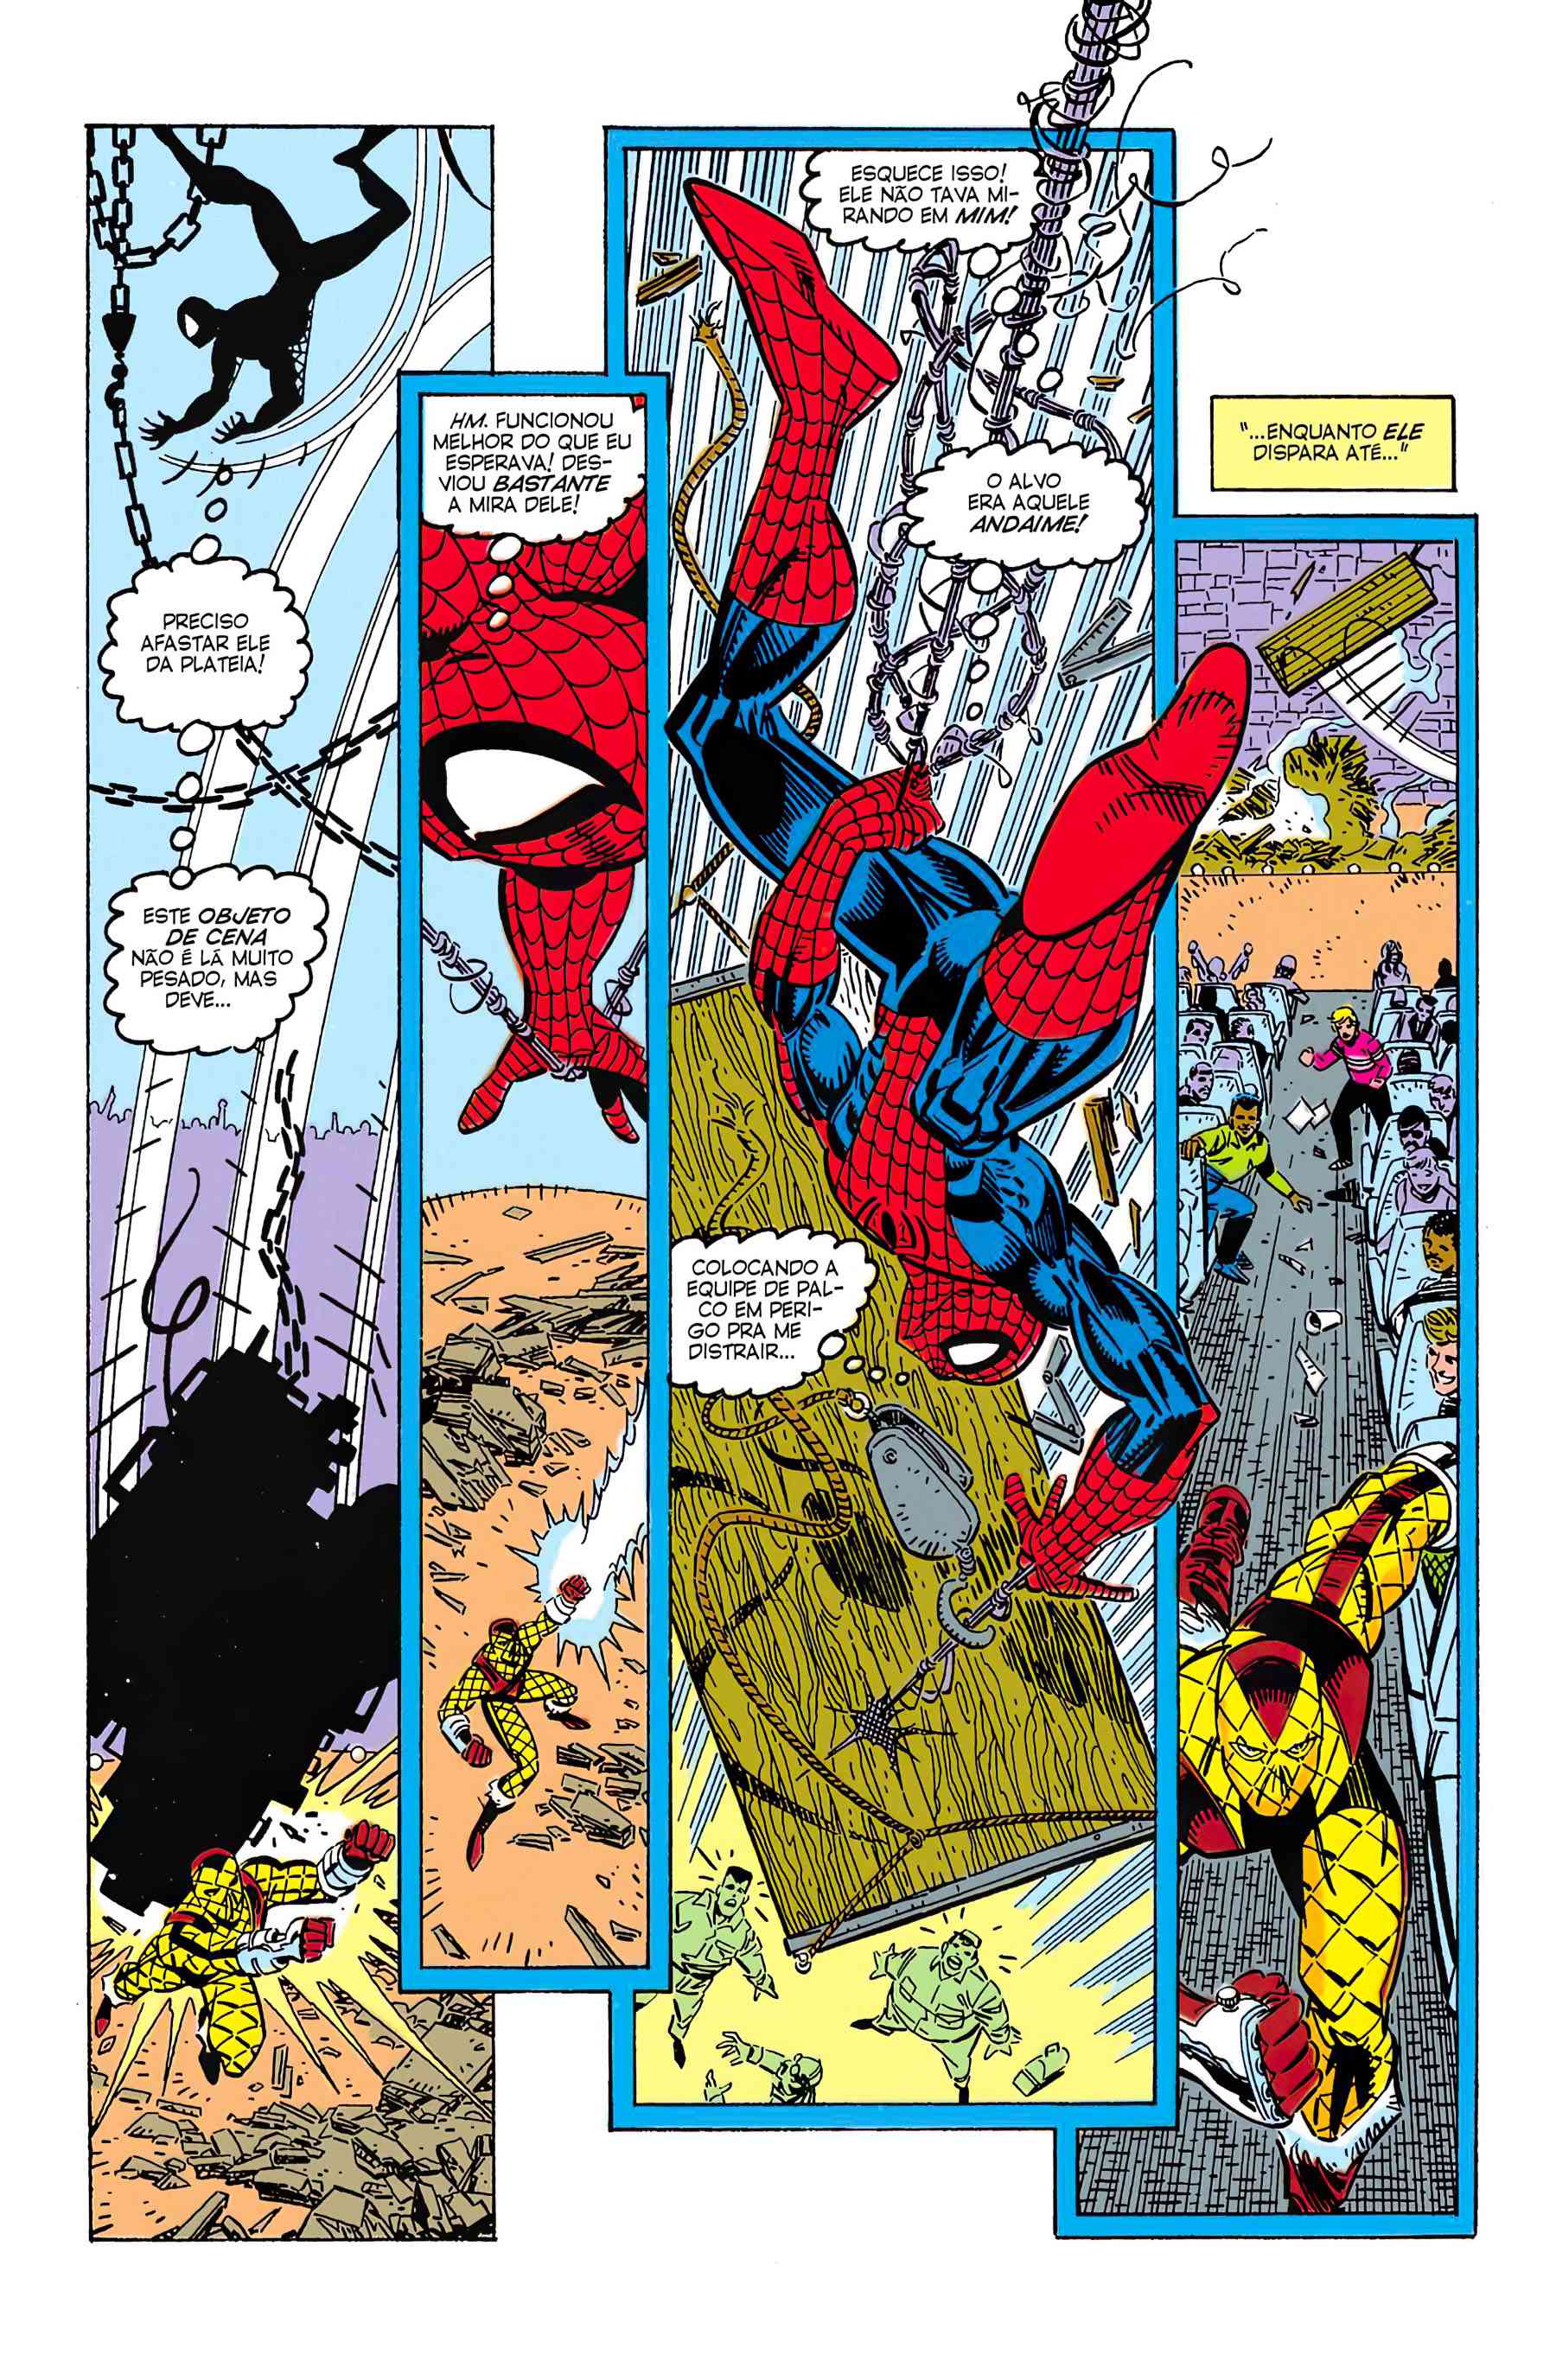 PRECISO
AFASTAR ELE
DA PLATEIA!
ESTE OBJETO
DE CENA
NÃO É LÁ MUITO
PESADO, MAS
DEVE...
HM. FUNCIONOU
MELHOR DO QUE EU
ESPERAVA! DES-
VIOU BASTANTE
A MIRA DELE!
ESQUECE ISSO!
ELE NÃO TAVA MI-
RANDO EM MIM!
O ALVO
ERA AQUELE
ANDAIME!
COLOCANDO A
EQUIPE DE PAL-
CO EM PERI-
GO PRA ME
DISTRAIR...
"...ENQUANTO ELE
DISPARA ATÉ..."